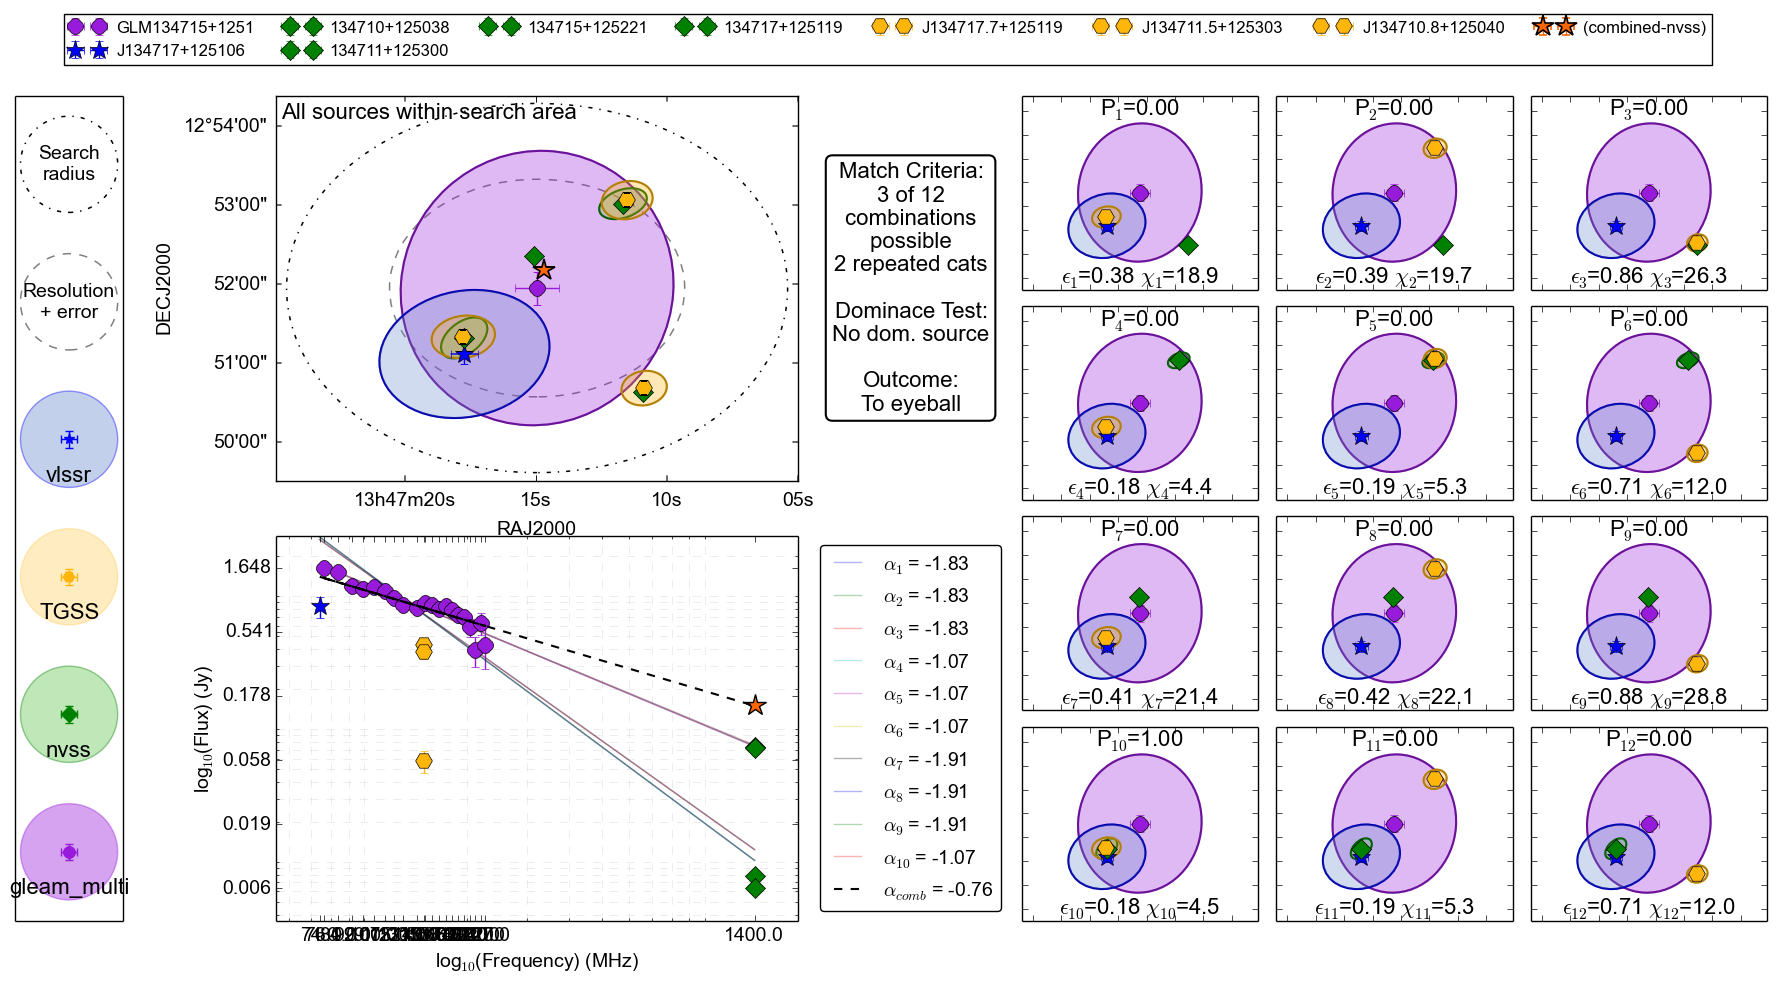 GLM134715+1251
134710+125038
134715+125221
134717+125119
J134717.7+125119
J134711.5+125303
J134710.8+125040
(combined-nvss)
J134717+125106
134711+125300
Search
radius
Resolution
+ error
vlssr
TGSS
nvss
gleam_multi
All sources within search area
DECJ2000
12°54'00"
53'00"
52'00"
51'00"
50'00"
13h47m20s
15s
10s
05s
RAJ2000
Match Criteria:
3 of 12
combinations
possible
2 repeated cats
Dominace Test:
No dom. source
Outcome:
To eyeball
log10(Flux) (Jy)
1.648
0.541
0.178
0.058
0.019
0.006
1400.0
log10(Frequency) (MHz)
α1 = -1.83
α2 = -1.83
α3 = -1.83
α4 = -1.07
α5 = -1.07
α6 = -1.07
α7 = -1.91
α8 = -1.91
α9 = -1.91
α10 = -1.07
αcomb = -0.76
P1=0.00
ϵ1=0.38 χ1=18.9
P2=0.00
ϵ2=0.39 χ2=19.7
P3=0.00
ϵ3=0.86 χ3=26.3
P4=0.00
ϵ4=0.18 χ4=4.4
P5=0.00
ϵ5=0.19 χ5=5.3
P6=0.00
ϵ6=0.71 χ6=12.0
P7=0.00
ϵ7=0.41 χ7=21.4
P8=0.00
ϵ8=0.42 χ8=22.1
P9=0.00
ϵ9=0.88 χ9=28.8
P10=1.00
ϵ10=0.18 χ10=4.5
P11=0.00
ϵ11=0.19 χ11=5.3
P12=0.00
ϵ12=0.71 χ12=12.0